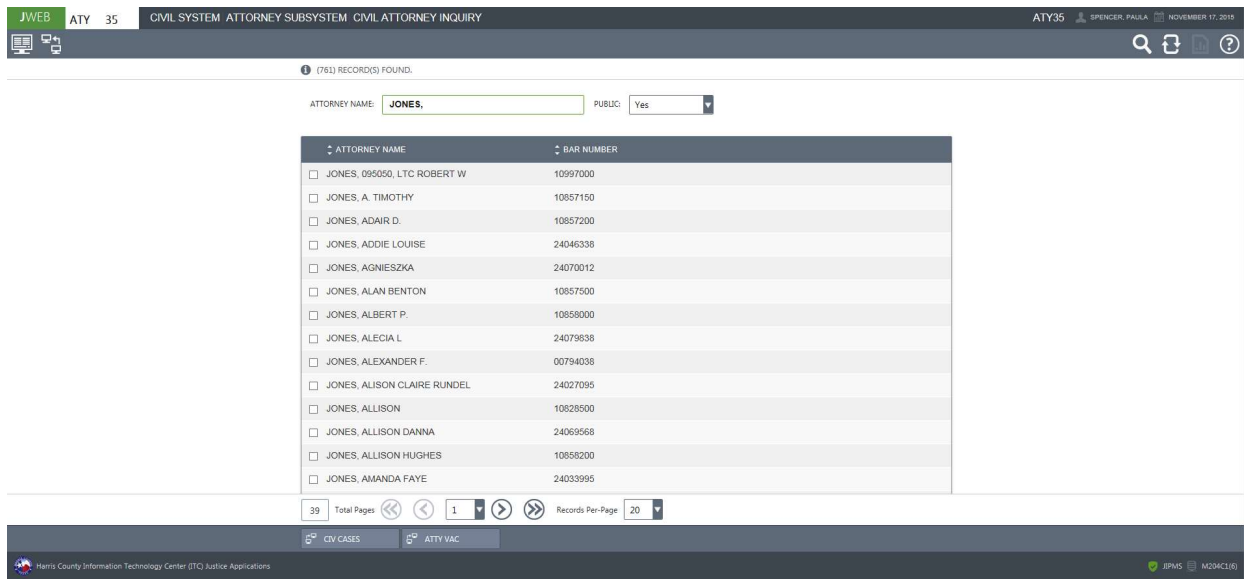 JWEB ATY 35 CIVIL SYSTEM ATTORNEY SUBSYSTEM CIVIL ATTORNEY INQUIRY ATY35 SPENCER, PAULA NOVEMBER 17, 2015
(761) RECORD(S) FOUND.
ATTORNEY NAME: JONES, PUBLIC: Yes
ATTORNEY NAME BAR NUMBER
JONES, 095050, LTC ROBERT W 10997000
JONES, A. TIMOTHY 10857150
JONES, ADAIR D. 10857200
JONES, ADDIE LOUISE 24046338
JONES, AGNIESZKA 24070012
JONES, ALAN BENTON 10857500
JONES, ALBERT P. 10858000
JONES, ALECIA L 24079838
JONES, ALEXANDER F. 00794038
JONES, ALISON CLAIRE RUNDEL 24027095
JONES, ALLISON 10828500
JONES, ALLISON DANNA 24069568
JONES, ALLISON HUGHES 10858200
JONES, AMANDA FAYE 24033995
39 Total Pages 1 Records Per-Page 20
CIV CASES ATTY VAC
Harris County Information Technology Center (ITC) Justice Applications JIPMS M204C1(6)